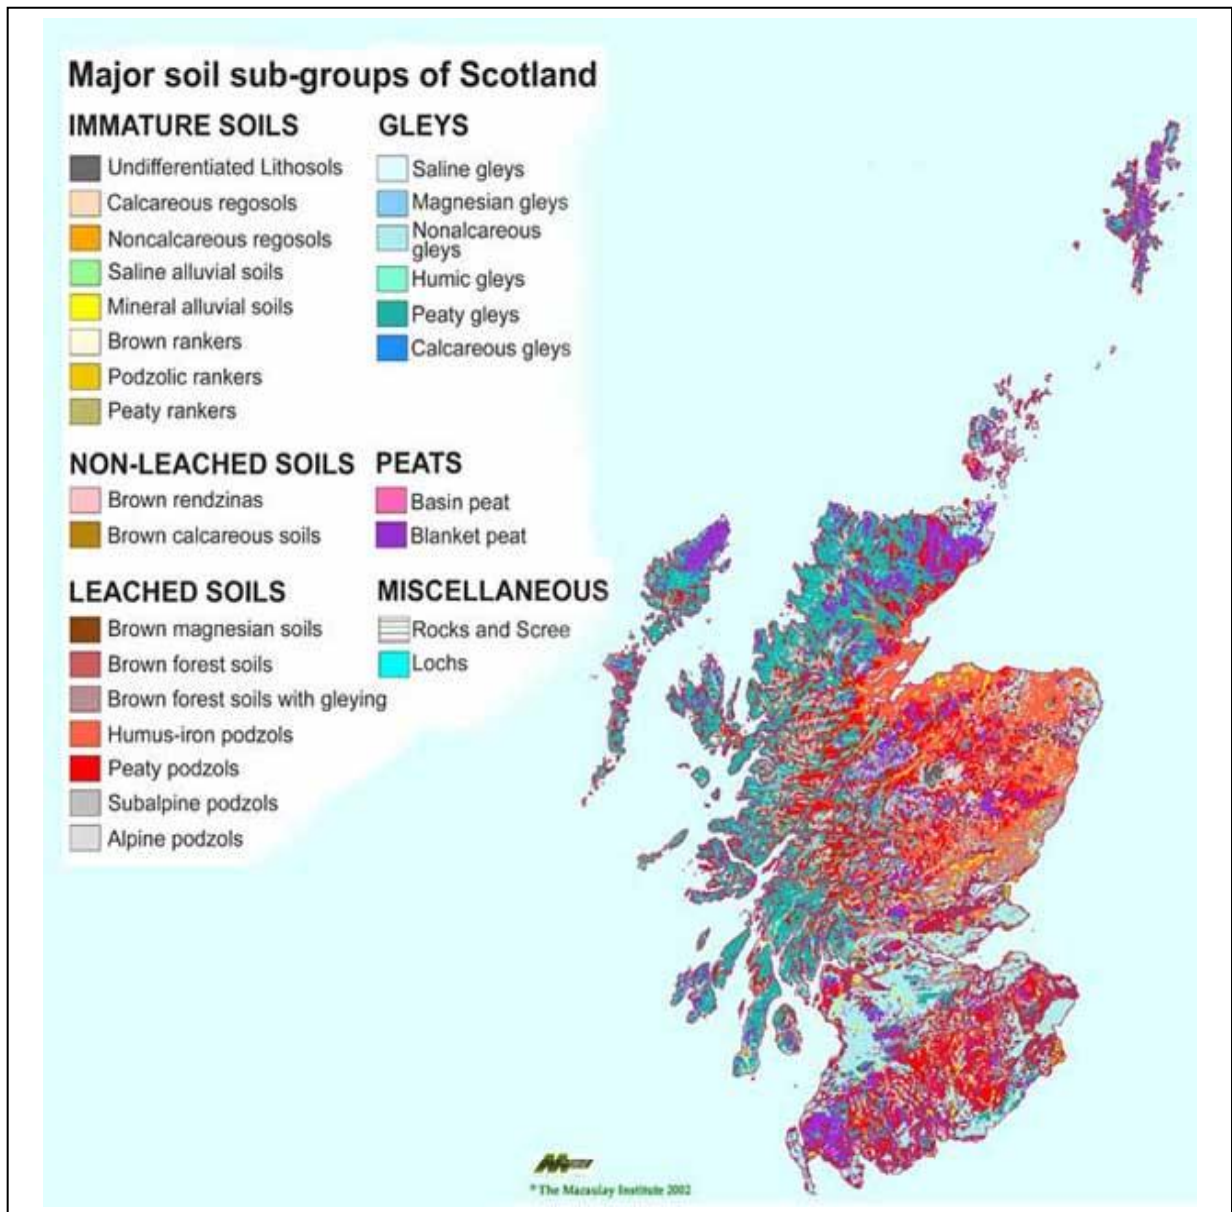 Major soil sub-groups of Scotland
IMMATURE SOILS
Undifferentiated Lithosols
Calcareous regosols
Noncalcareous regosols
Saline alluvial soils
Mineral alluvial soils
Brown rankers
Podzolic rankers
Peaty rankers
GLEYS
Saline gleys
Magnesian gleys
Nonalcareous
gleys
Humic gleys
Peaty gleys
Calcareous gleys
NON-LEACHED SOILS
Brown rendzinas
Brown calcareous soils
PEATS
Basin peat
Blanket peat
LEACHED SOILS
Brown magnesian soils
Brown forest soils
Brown forest soils with gleying
Humus-iron podzols
Peaty podzols
Subalpine podzols
Alpine podzols
MISCELLANEOUS
Rocks and Scree
Lochs
© The Macaulay Institute 2002